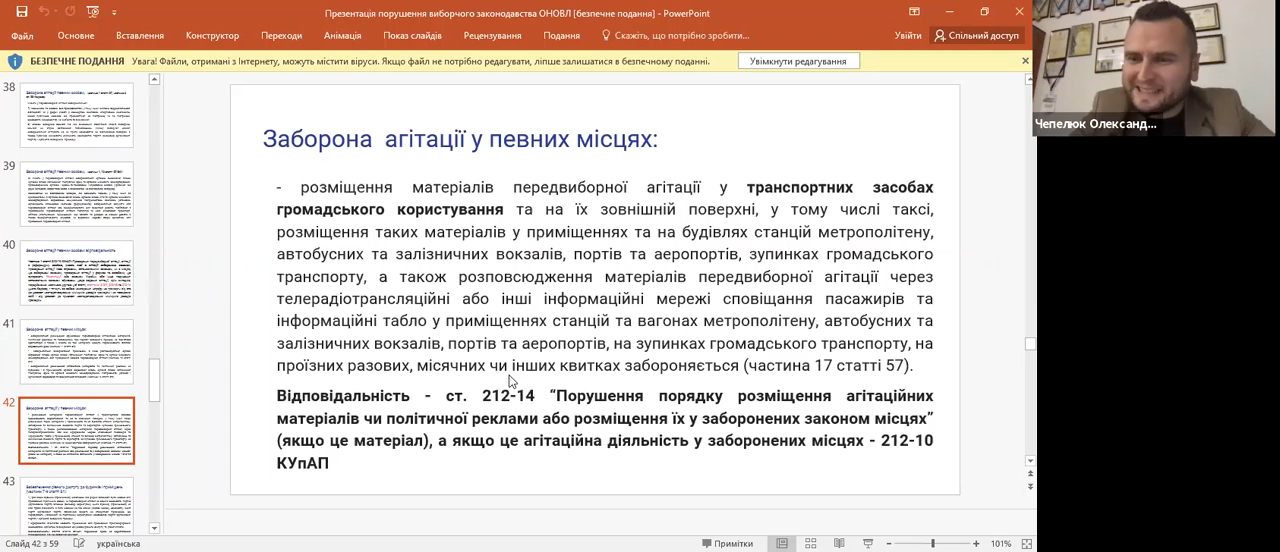 Презентація порушення виборчого законодавства ОНОВЛ [безпечне подання] - PowerPoint
Файл Основне Вставлення Конструктор Переходи Анімація Показ слайдів Рецензування Подання Скажіть, що потрібно зробити... Увійти Спільний доступ
БЕЗПЕЧНЕ ПОДАННЯ Увага! Файли, отримані з Інтернету, можуть містити віруси. Якщо файл не потрібно редагувати, ліпше залишатися в безпечному поданні. Увімкнути редагування
38
39
40
41
42
43
Заборона агітації у певних місцях:
- розміщення матеріалів передвиборної агітації у транспортних засобах
громадського користування та на їх зовнішній поверхні, у тому числі таксі,
розміщення таких матеріалів у приміщеннях та на будівлях станцій метрополітену,
автобусних та залізничних вокзалів, портів та аеропортів, зупинках громадського
транспорту, а також розповсюдження матеріалів передвиборної агітації через
телерадіотрансляційні або інші інформаційні мережі сповіщання пасажирів та
інформаційні табло у приміщеннях станцій та вагонах метрополітену, автобусних та
залізничних вокзалів, портів та аеропортів, на зупинках громадського транспорту, на
проїзних разових, місячних чи інших квитках забороняється (частина 17 статті 57).
Відповідальність - ст. 212-14 “Порушення порядку розміщення агітаційних
матеріалів чи політичної реклами або розміщення їх у заборонених законом місцях”
(якщо це матеріал), а якщо це агітаційна діяльність у заборонених місцях - 212-10
КУпАП
Чепелюк Олександ...
Слайд 42 з 59 українська Примітки 101%